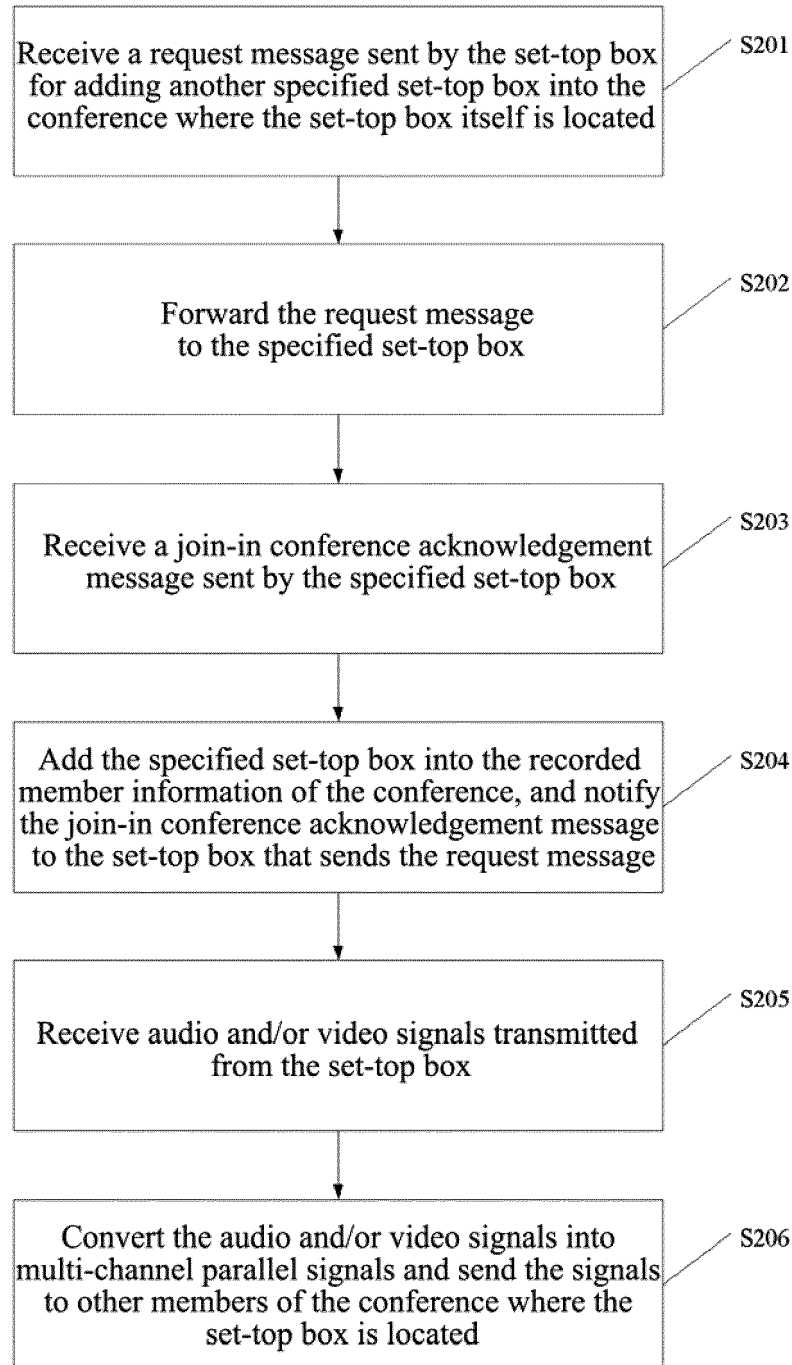 Receive a request message sent by the set-top box
for adding another specified set-top box into the
conference where the set-top box itself is located
S201
Forward the request message
to the specified set-top box
S202
Receive a join-in conference acknowledgement
message sent by the specified set-top box
S203
Add the specified set-top box into the recorded
member information of the conference, and notify
the join-in conference acknowledgement message
to the set-top box that sends the request message
S204
Receive audio and/or video signals transmitted
from the set-top box
S205
Convert the audio and/or video signals into
multi-channel parallel signals and send the signals
to other members of the conference where the
set-top box is located
S206